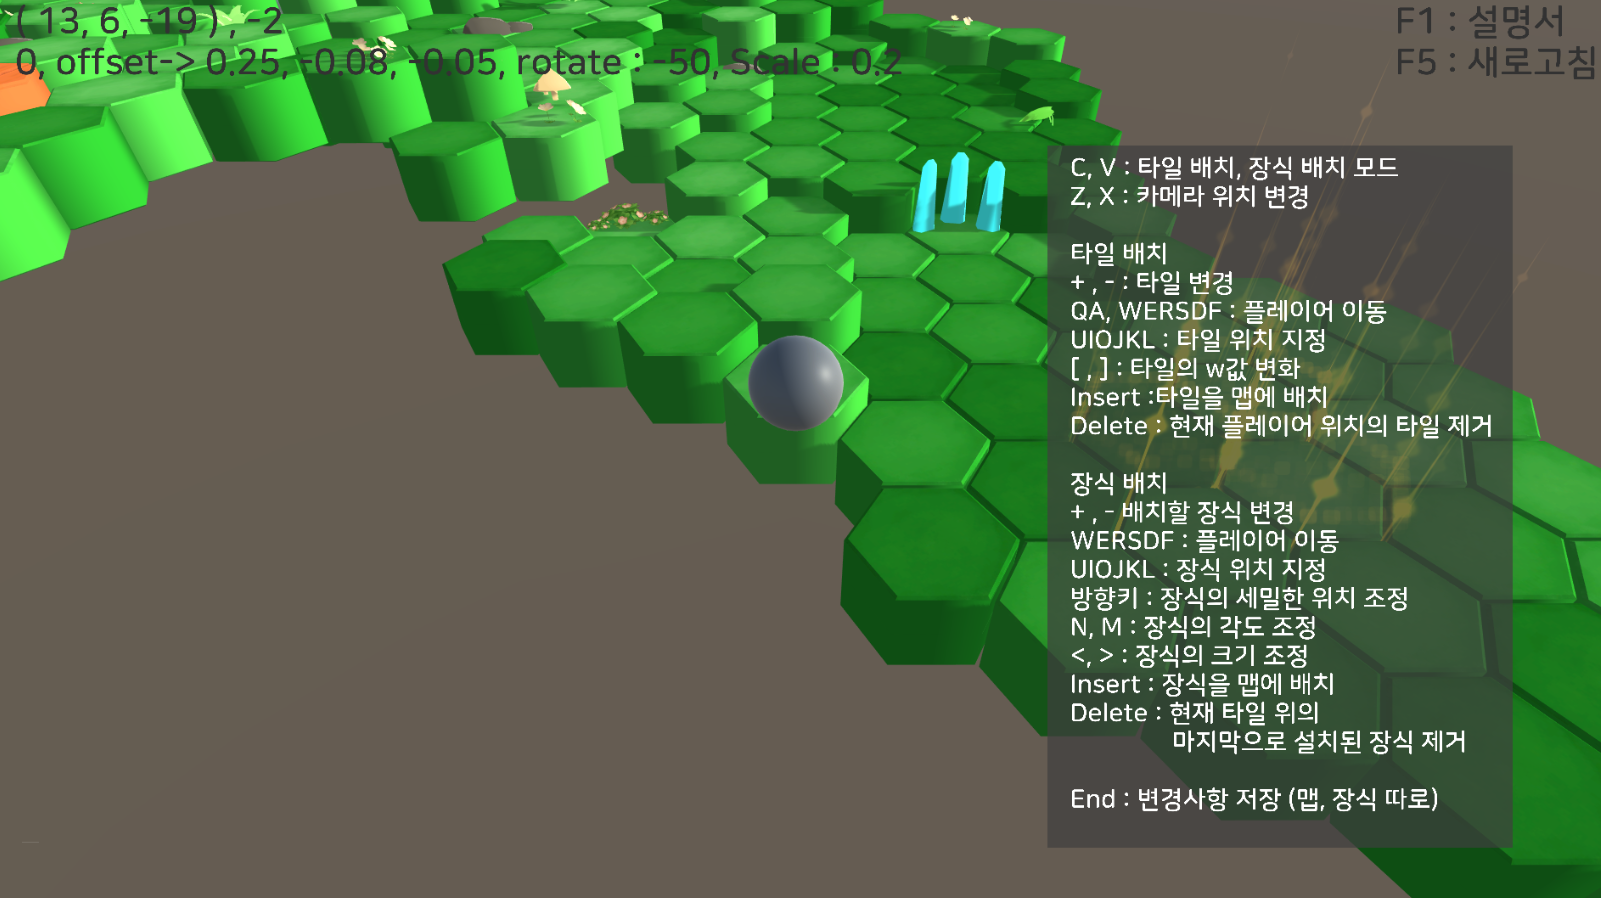 ( 13, 6, -19 ) , -2
0, offset-> 0.25, -0.08, -0.05, rotate : -50, Scale : 0.2
F1 : 설명서
F5 : 새로고침
C, V : 타일 배치, 장식 배치 모드
Z, X : 카메라 위치 변경
타일 배치
+ , - : 타일 변경
QA, WERSDF : 플레이어 이동
UIOJKL : 타일 위치 지정
[ , ] : 타일의 w값 변화
Insert :타일을 맵에 배치
Delete : 현재 플레이어 위치의 타일 제거
장식 배치
+ , - 배치할 장식 변경
WERSDF : 플레이어 이동
UIOJKL : 장식 위치 지정
방향키 : 장식의 세밀한 위치 조정
N, M : 장식의 각도 조정
<, > : 장식의 크기 조정
Insert : 장식을 맵에 배치
Delete : 현재 타일 위의
마지막으로 설치된 장식 제거
End : 변경사항 저장 (맵, 장식 따로)